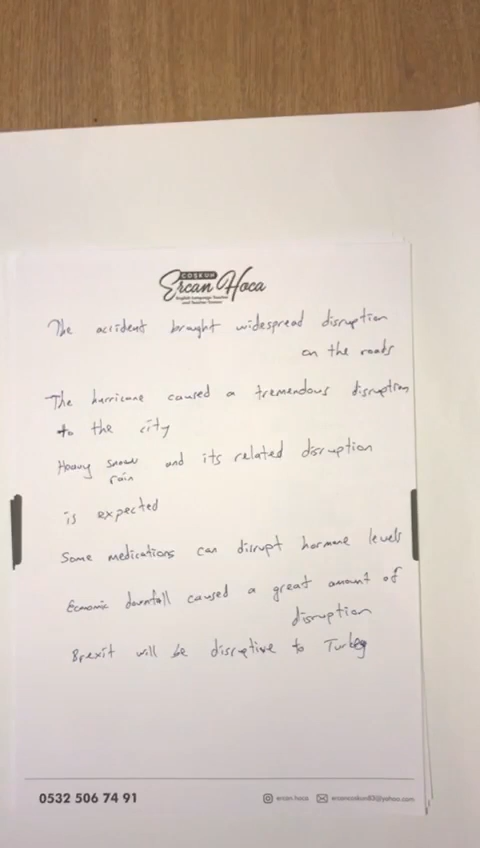 COŞKUN
Ercan Hoca
English Language Teacher
and Teacher Trainer
The accident brought widespread disruption
on the roads
The hurricane caused a tremendous disruption
to the city
Heavy snow and its related disruption
rain
is expected
Some medications can disrupt hormone levels
Economic downfall caused a great amount of
disruption
Brexit will be disruptive to Turkey
0532 506 74 91
ercan hoca